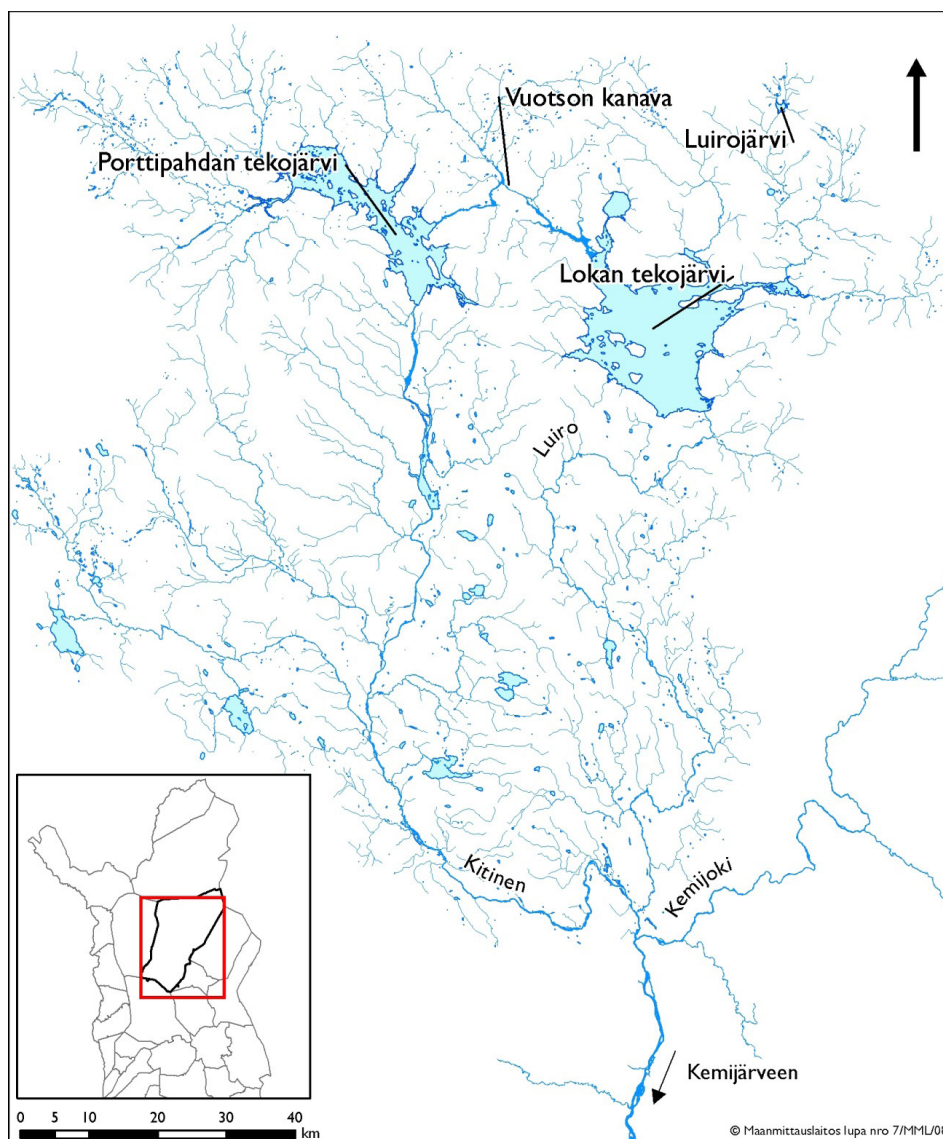 Vuotson kanava
Luirojärvi
Porttipahdan tekojärvi
Lokan tekojärvi
Luiro
Kitinen
Kemijoki
Kemijärveen
0 5 10 20 30 40
km
© Maanmittauslaitos lupa nro 7/MML/08